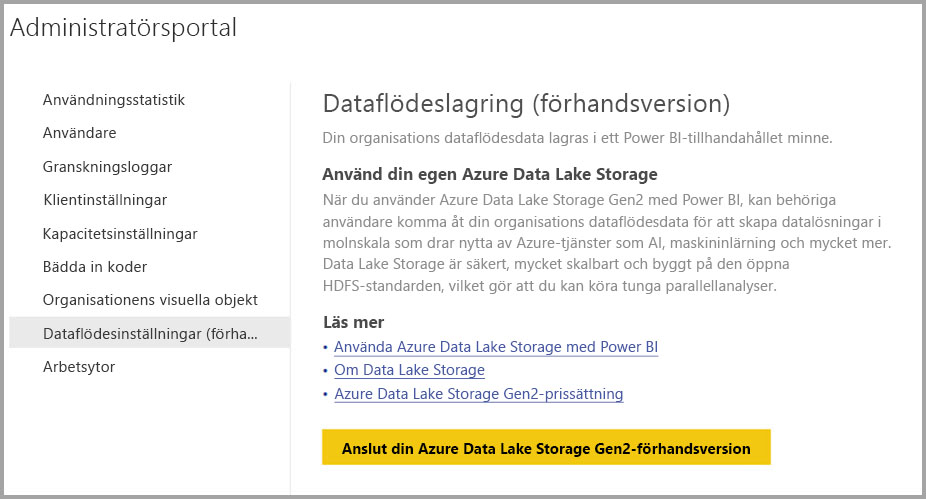 Administratörsportal
Användningsstatistik
Användare
Granskningsloggar
Klientinställningar
Kapacitetsinställningar
Bädda in koder
Organisationens visuella objekt
Dataflödesinställningar (förha...
Arbetsytor
Dataflödeslagring (förhandsversion)
Din organisations dataflödesdata lagras i ett Power BI-tillhandahållet minne.
Använd din egen Azure Data Lake Storage
När du använder Azure Data Lake Storage Gen2 med Power BI, kan behöriga
användare komma åt din organisations dataflödesdata för att skapa datalösningar i
molnskala som drar nytta av Azure-tjänster som AI, maskininlärning och mycket mer.
Data Lake Storage är säkert, mycket skalbart och byggt på den öppna
HDFS-standarden, vilket gör att du kan köra tunga parallellanalyser.
Läs mer
• Använda Azure Data Lake Storage med Power BI
• Om Data Lake Storage
• Azure Data Lake Storage Gen2-prissättning
Anslut din Azure Data Lake Storage Gen2-förhandsversion